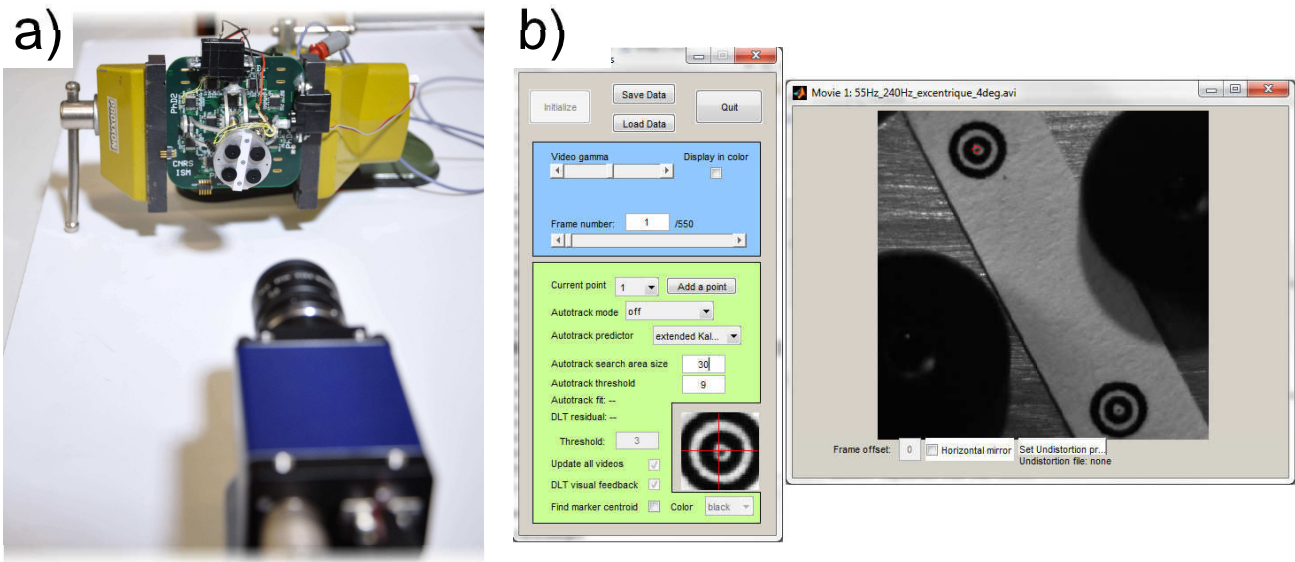 a)
PROXXON
PhD2
CNRS
ISM
b)
s
Initialize
Save Data
Load Data
Quit
Video gamma
Display in color
Frame number: 1 /550
Current point 1 Add a point
Autotrack mode off
Autotrack predictor extended Kal...
Autotrack search area size 30
Autotrack threshold 9
Autotrack fit: --
DLT residual: --
Threshold: 3
Update all videos
DLT visual feedback
Find marker centroid Color black
Movie 1: 55Hz_240Hz_excentrique_4deg.avi
Frame offset: 0 Horizontal mirror Set Undistortion pr...
Undistortion file: none